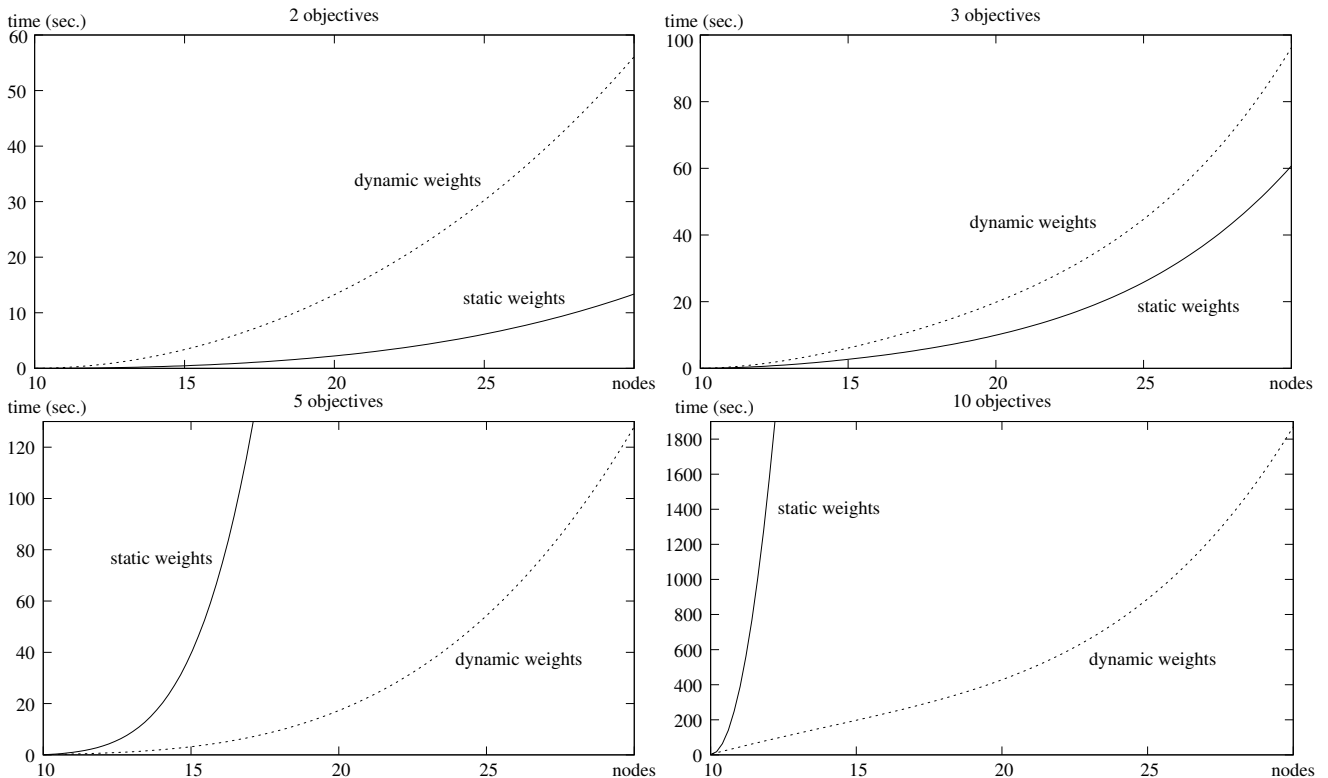 2 objectives
time (sec.)
60
50
40
30
20
10
0
dynamic weights
static weights
10
15
20
25
nodes
3 objectives
time (sec.)
100
80
60
40
20
0
dynamic weights
static weights
10
15
20
25
nodes
5 objectives
time (sec.)
120
100
80
60
40
20
0
static weights
dynamic weights
10
15
20
25
nodes
10 objectives
time (sec.)
1800
1600
1400
1200
1000
800
600
400
200
0
static weights
dynamic weights
10
15
20
25
nodes